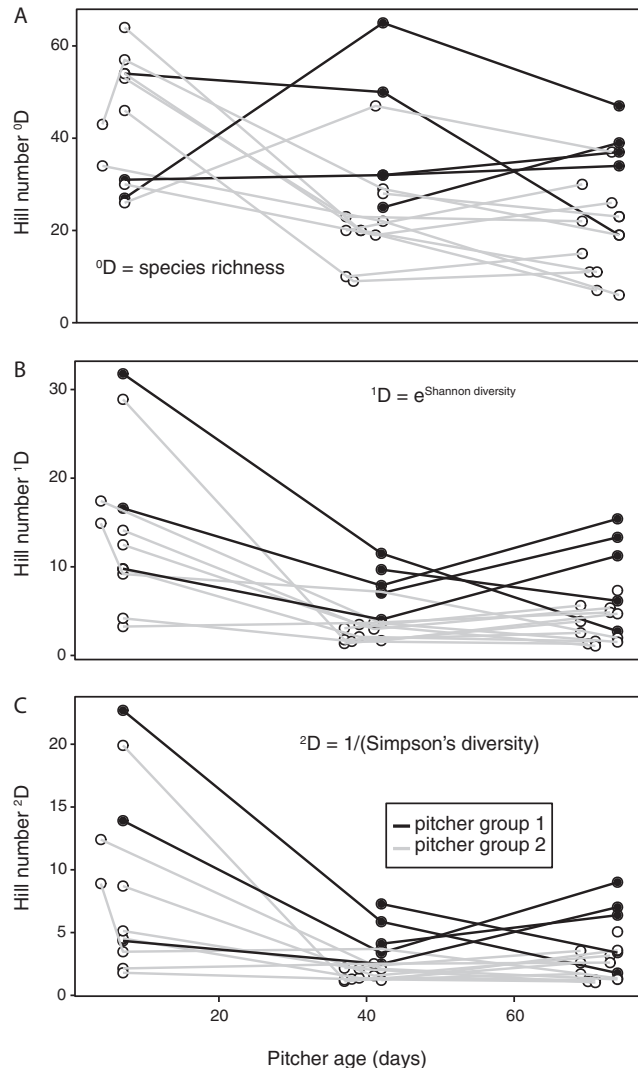 A
Hill number ⁰D
60
40
20
0
⁰D = species richness
B
Hill number ¹D
30
20
10
0
¹D = e^Shannon diversity
C
Hill number ²D
20
15
10
5
0
²D = 1/(Simpson's diversity)
pitcher group 1
pitcher group 2
20
60
Pitcher age (days)